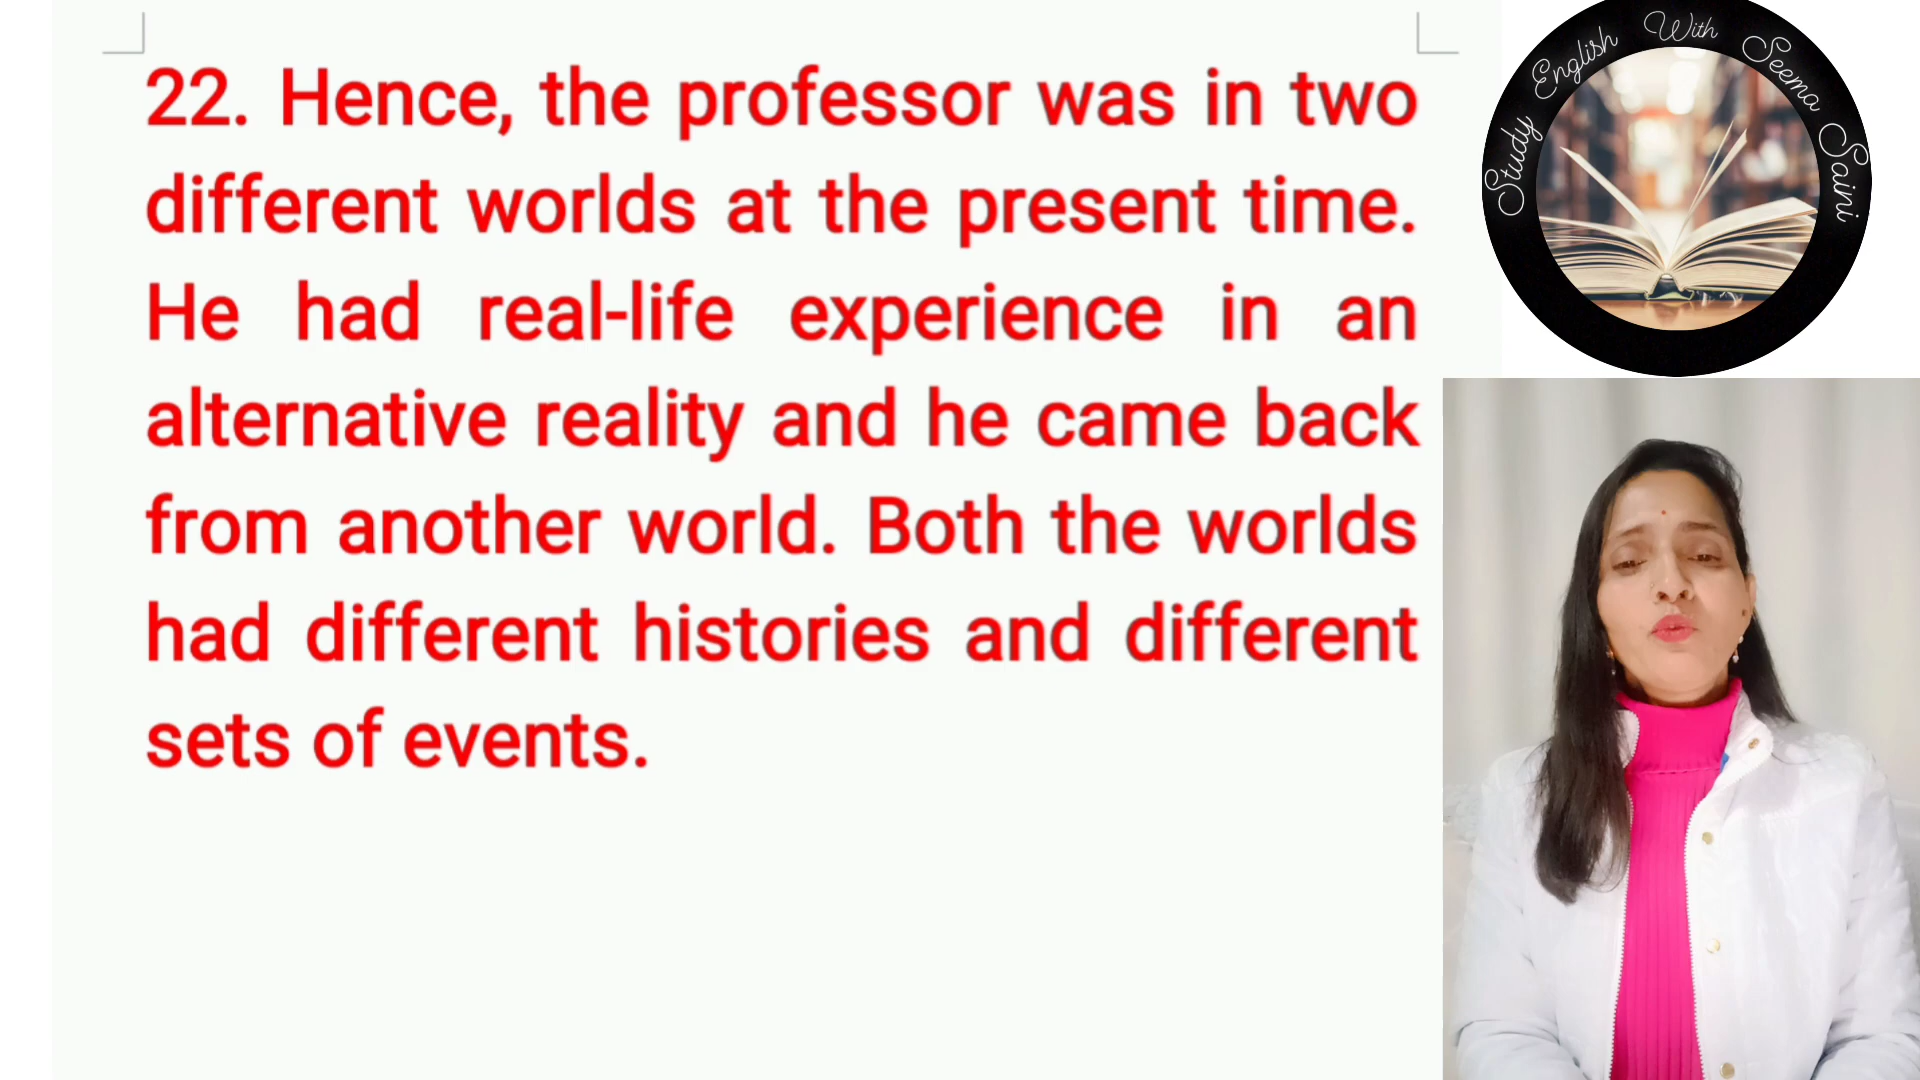 22. Hence, the professor was in two
different worlds at the present time.
He had real-life experience in an
alternative reality and he came back
from another world. Both the worlds
had different histories and different
sets of events.
Study English With Seema Saini